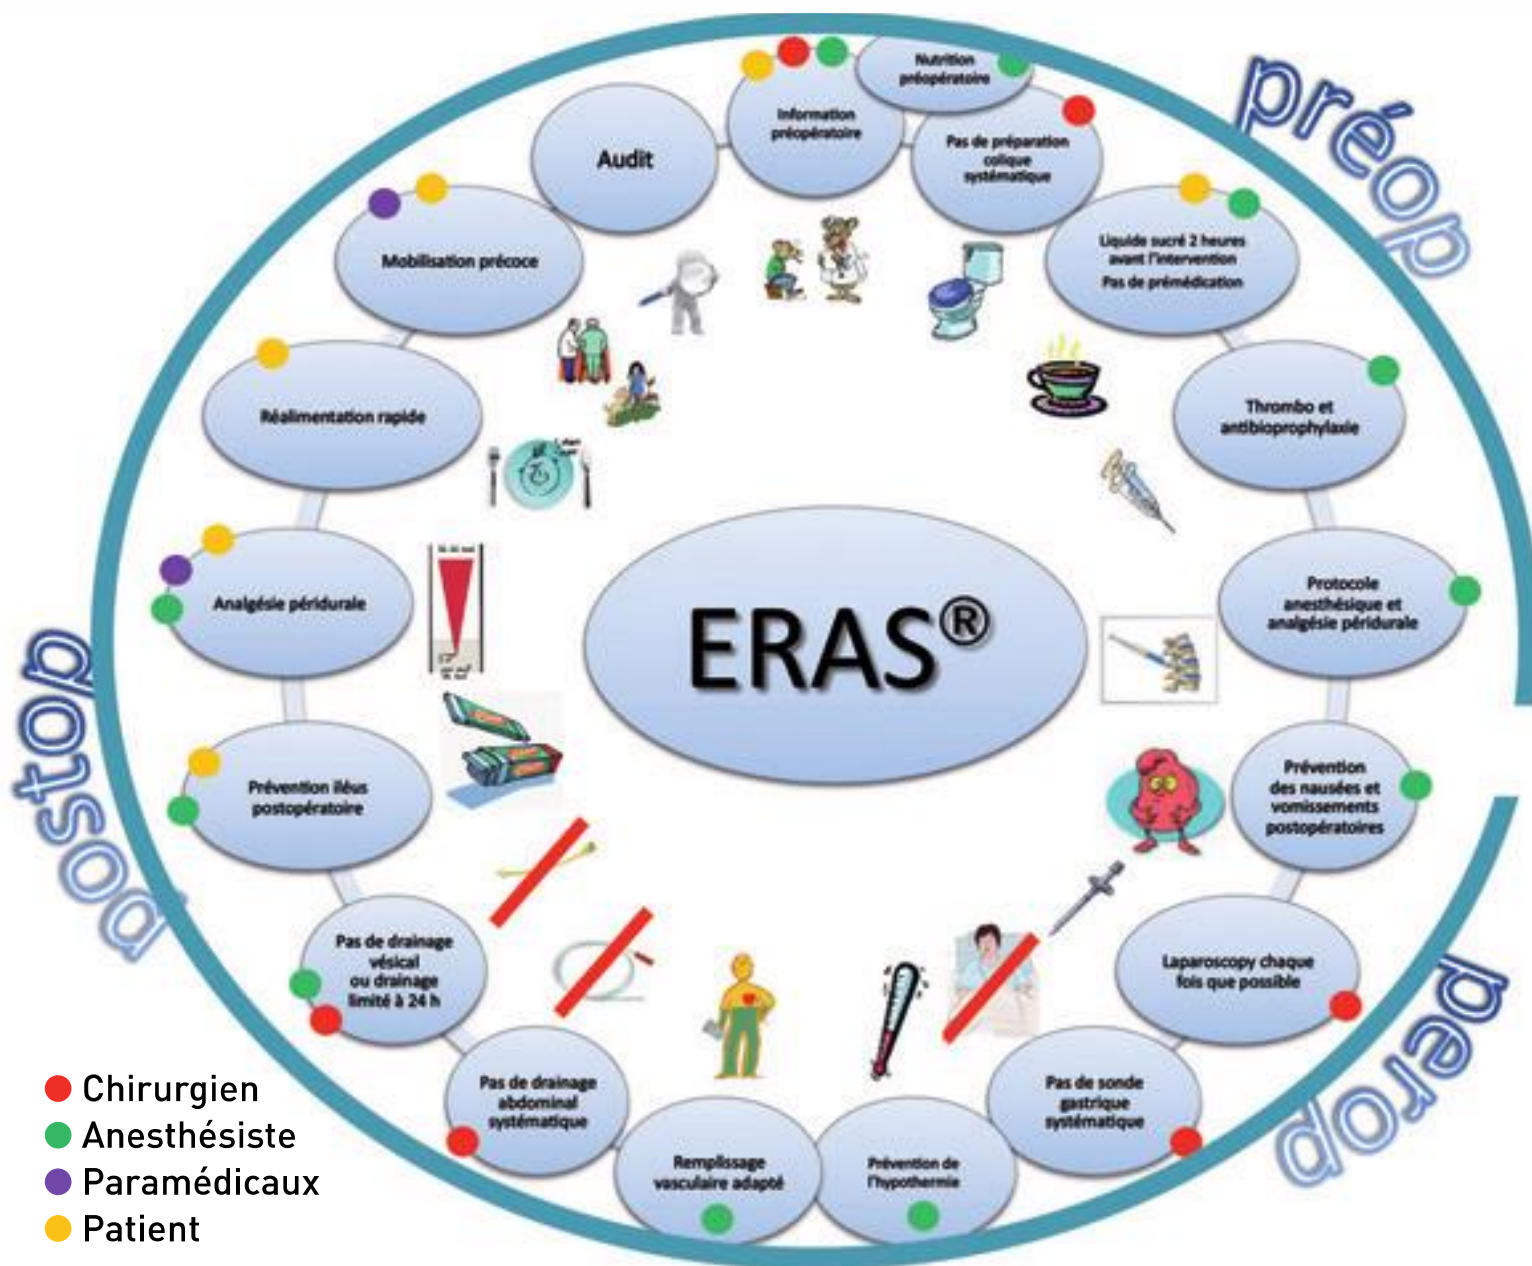 Nutrition
préopératoire
Information
préopératoire
Pas de préparation
colique
systématique
préop
Liquide sucré 2 heures
avant l'intervention
Pas de prémédication
Thrombo et
antibioprophylaxie
Protocole
anesthésique et
analgésie péridurale
Prévention
des nausées et
vomissements
postopératoires
Laparoscopy chaque
fois que possible
perop
Pas de sonde
gastrique
systématique
Prévention de
l'hypothermie
Remplissage
vasculaire adapté
Pas de drainage
abdominal
systématique
Pas de drainage
vésical
ou drainage
limité à 24 h
Prévention iléus
postopératoire
postop
Analgésie péridurale
Réalimentation rapide
Mobilisation précoce
Audit
ERAS®
Chirurgien
Anesthésiste
Paramédicaux
Patient